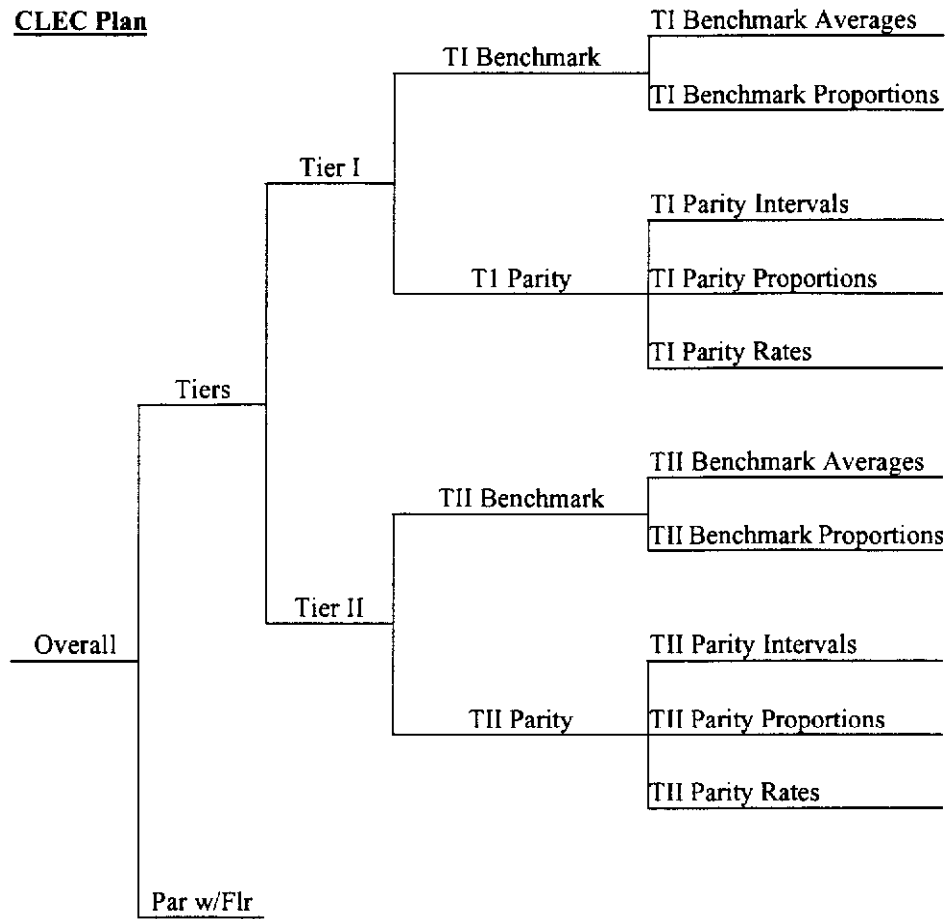 CLEC Plan
TI Benchmark Averages
TI Benchmark
TI Benchmark Proportions
Tier I
TI Parity Intervals
T1 Parity
TI Parity Proportions
TI Parity Rates
Tiers
TII Benchmark Averages
TII Benchmark
TII Benchmark Proportions
Tier II
Overall
TII Parity Intervals
TII Parity
TII Parity Proportions
TII Parity Rates
Par w/Flr